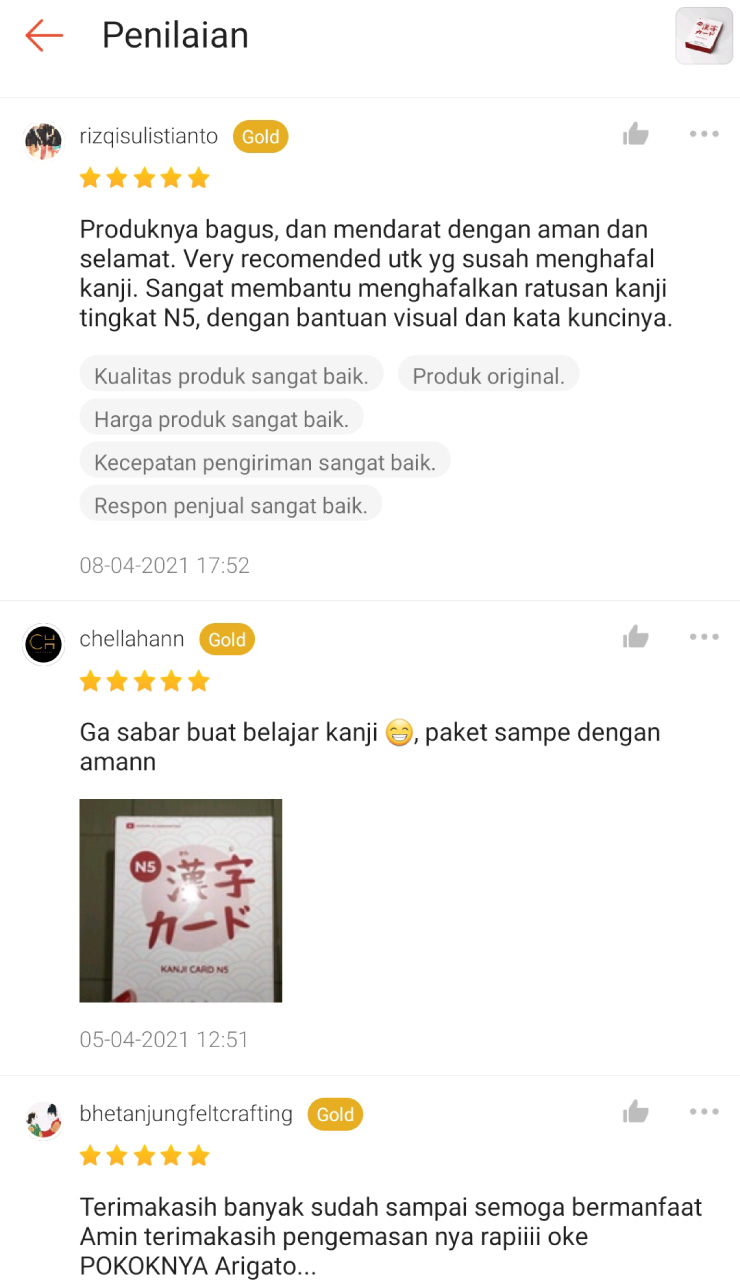 Penilaian
rizqisulistianto Gold
Produknya bagus, dan mendarat dengan aman dan
selamat. Very recomended utk yg susah menghafal
kanji. Sangat membantu menghafalkan ratusan kanji
tingkat N5, dengan bantuan visual dan kata kuncinya.
Kualitas produk sangat baik. Produk original.
Harga produk sangat baik.
Kecepatan pengiriman sangat baik.
Respon penjual sangat baik.
08-04-2021 17:52
CH chellahann Gold
Ga sabar buat belajar kanji 😁, paket sampe dengan
amann
N5 漢字
カード
KANJI CARD N5
05-04-2021 12:51
bhetanjungfeltcrafting Gold
Terimakasih banyak sudah sampai semoga bermanfaat
Amin terimakasih pengemasan nya rapiiii oke
POKOKNYA Arigato...